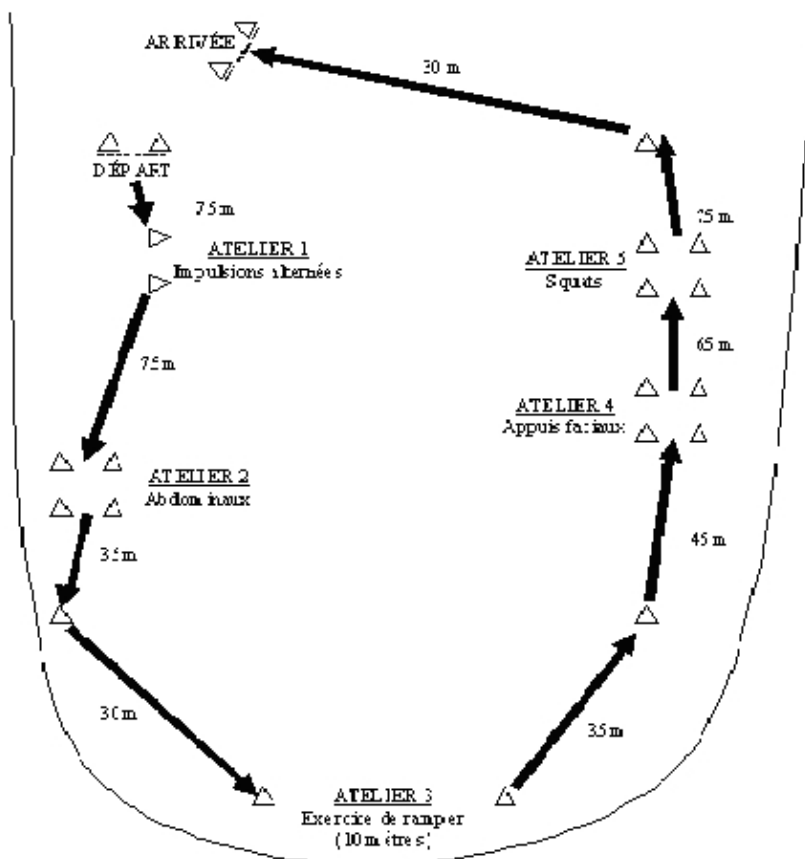 ARRIVÉE
30 m
DÉPART
75 m
ATELIER 1
Impulsions alternées
75 m
ATELIER 2
Abdominaux
35 m
30 m
ATELIER 3
Exercice de ramper
(10 mètres)
35 m
45 m
ATELIER 4
Appuis faciaux
65 m
ATELIER 5
Squats
75 m